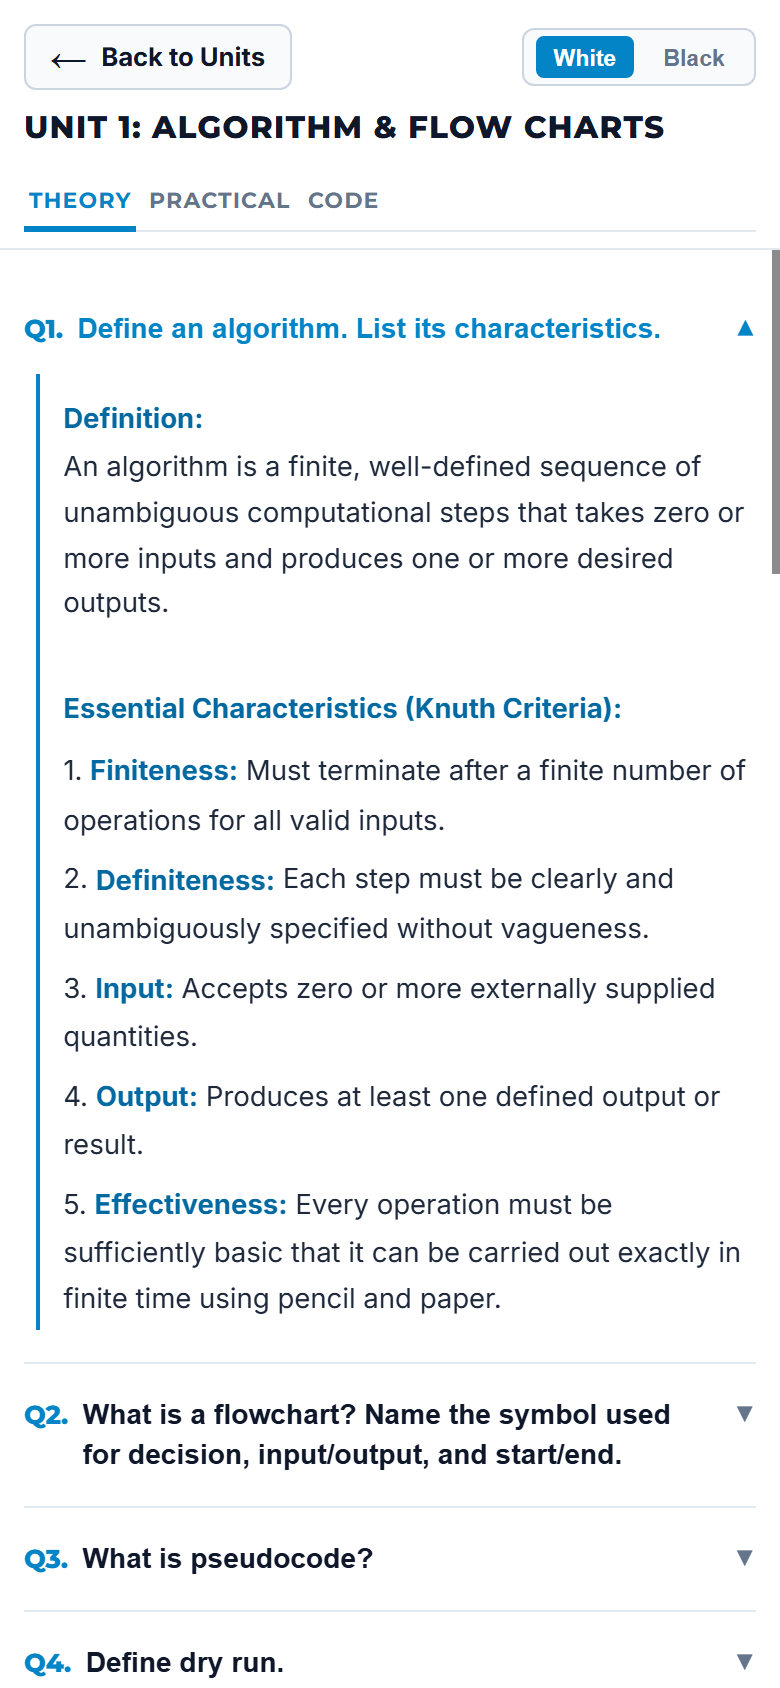 ← Back to Units
White Black
UNIT 1: ALGORITHM & FLOW CHARTS
THEORY PRACTICAL CODE
Q1. Define an algorithm. List its characteristics. ▲
Definition:
An algorithm is a finite, well-defined sequence of
unambiguous computational steps that takes zero or
more inputs and produces one or more desired
outputs.
Essential Characteristics (Knuth Criteria):
1. Finiteness: Must terminate after a finite number of
operations for all valid inputs.
2. Definiteness: Each step must be clearly and
unambiguously specified without vagueness.
3. Input: Accepts zero or more externally supplied
quantities.
4. Output: Produces at least one defined output or
result.
5. Effectiveness: Every operation must be
sufficiently basic that it can be carried out exactly in
finite time using pencil and paper.
Q2. What is a flowchart? Name the symbol used ▼
for decision, input/output, and start/end.
Q3. What is pseudocode? ▼
Q4. Define dry run. ▼